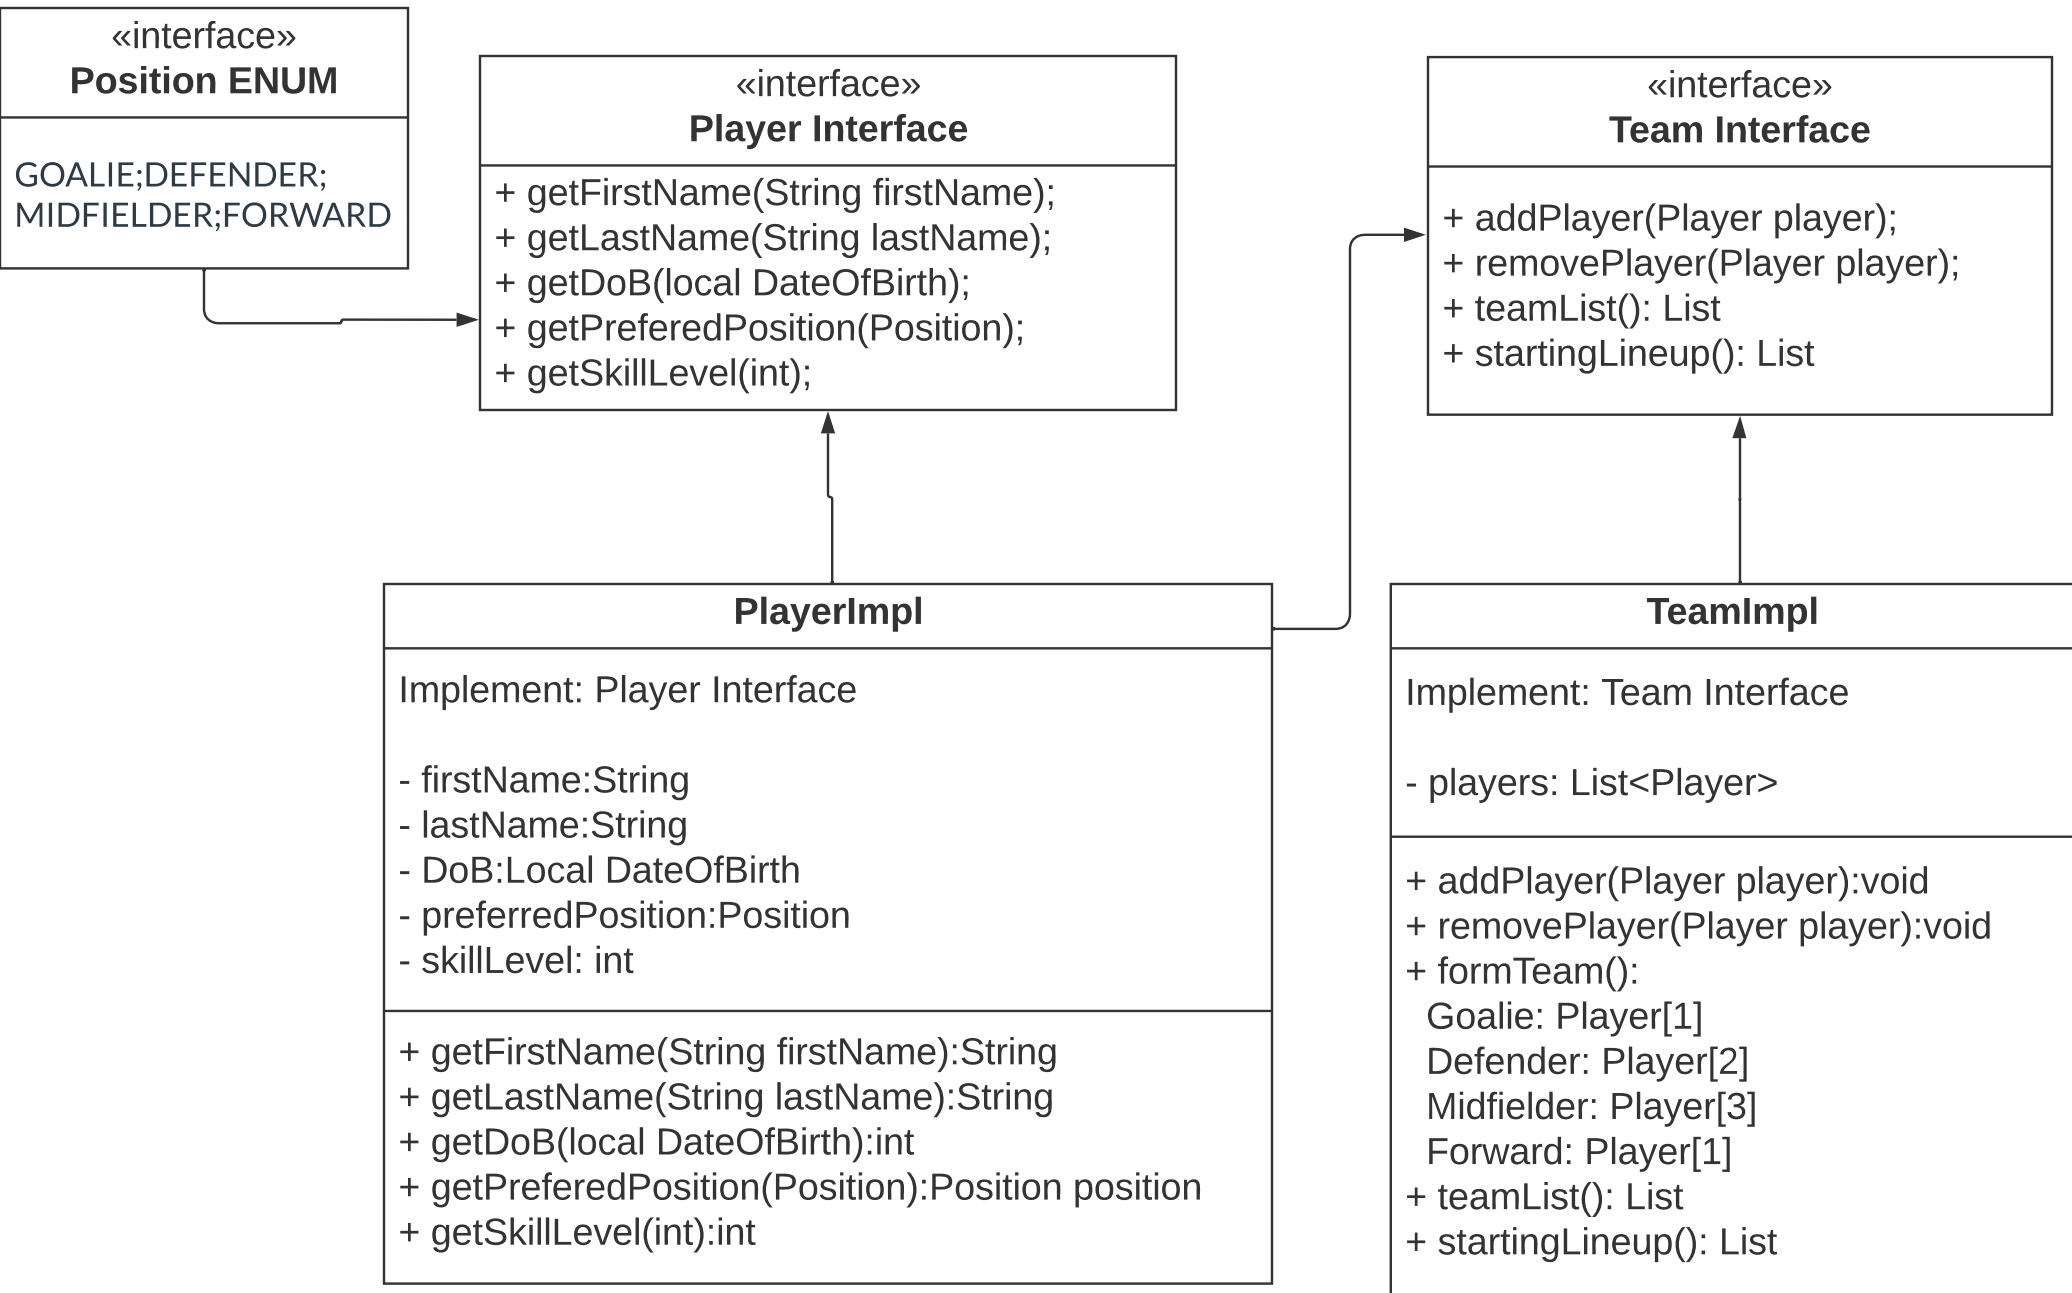 «interface»
Position ENUM
GOALIE;DEFENDER;
MIDFIELDER;FORWARD
«interface»
Player Interface
+ getFirstName(String firstName);
+ getLastName(String lastName);
+ getDoB(local DateOfBirth);
+ getPreferedPosition(Position);
+ getSkillLevel(int);
«interface»
Team Interface
+ addPlayer(Player player);
+ removePlayer(Player player);
+ teamList(): List
+ startingLineup(): List
PlayerImpl
Implement: Player Interface
- firstName:String
- lastName:String
- DoB:Local DateOfBirth
- preferredPosition:Position
- skillLevel: int
+ getFirstName(String firstName):String
+ getLastName(String lastName):String
+ getDoB(local DateOfBirth):int
+ getPreferedPosition(Position):Position position
+ getSkillLevel(int):int
TeamImpl
Implement: Team Interface
- players: List<Player>
+ addPlayer(Player player):void
+ removePlayer(Player player):void
+ formTeam():
Goalie: Player[1]
Defender: Player[2]
Midfielder: Player[3]
Forward: Player[1]
+ teamList(): List
+ startingLineup(): List